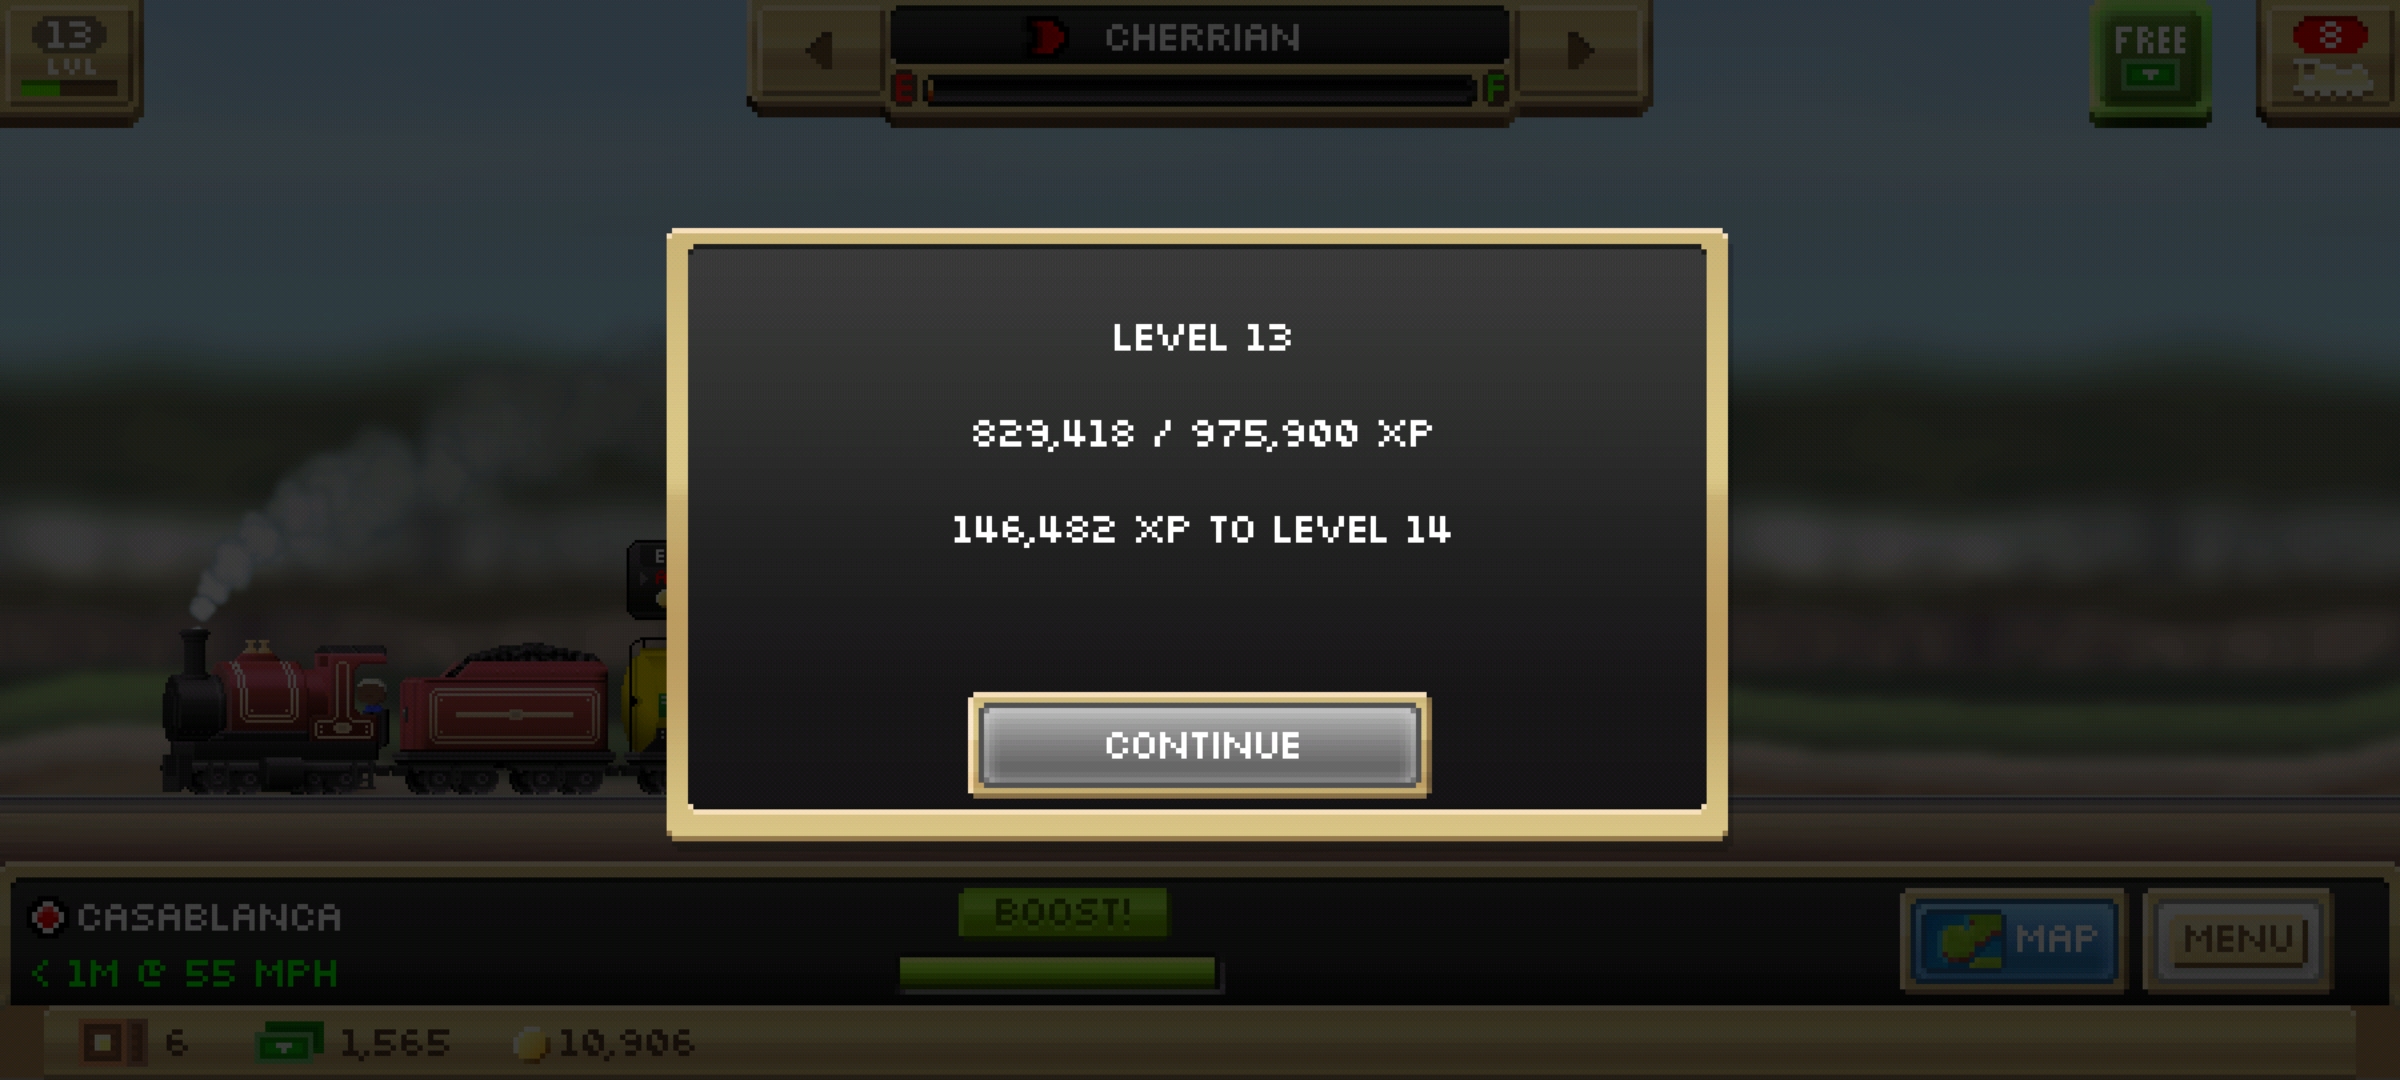 13
LVL
CHERRIAN
E F
FREE
8
LEVEL 13
829,418 / 975,900 XP
146,482 XP TO LEVEL 14
CONTINUE
CASABLANCA
< 1M @ 55 MPH
BOOST!
MAP
MENU
6 1,565 10,906